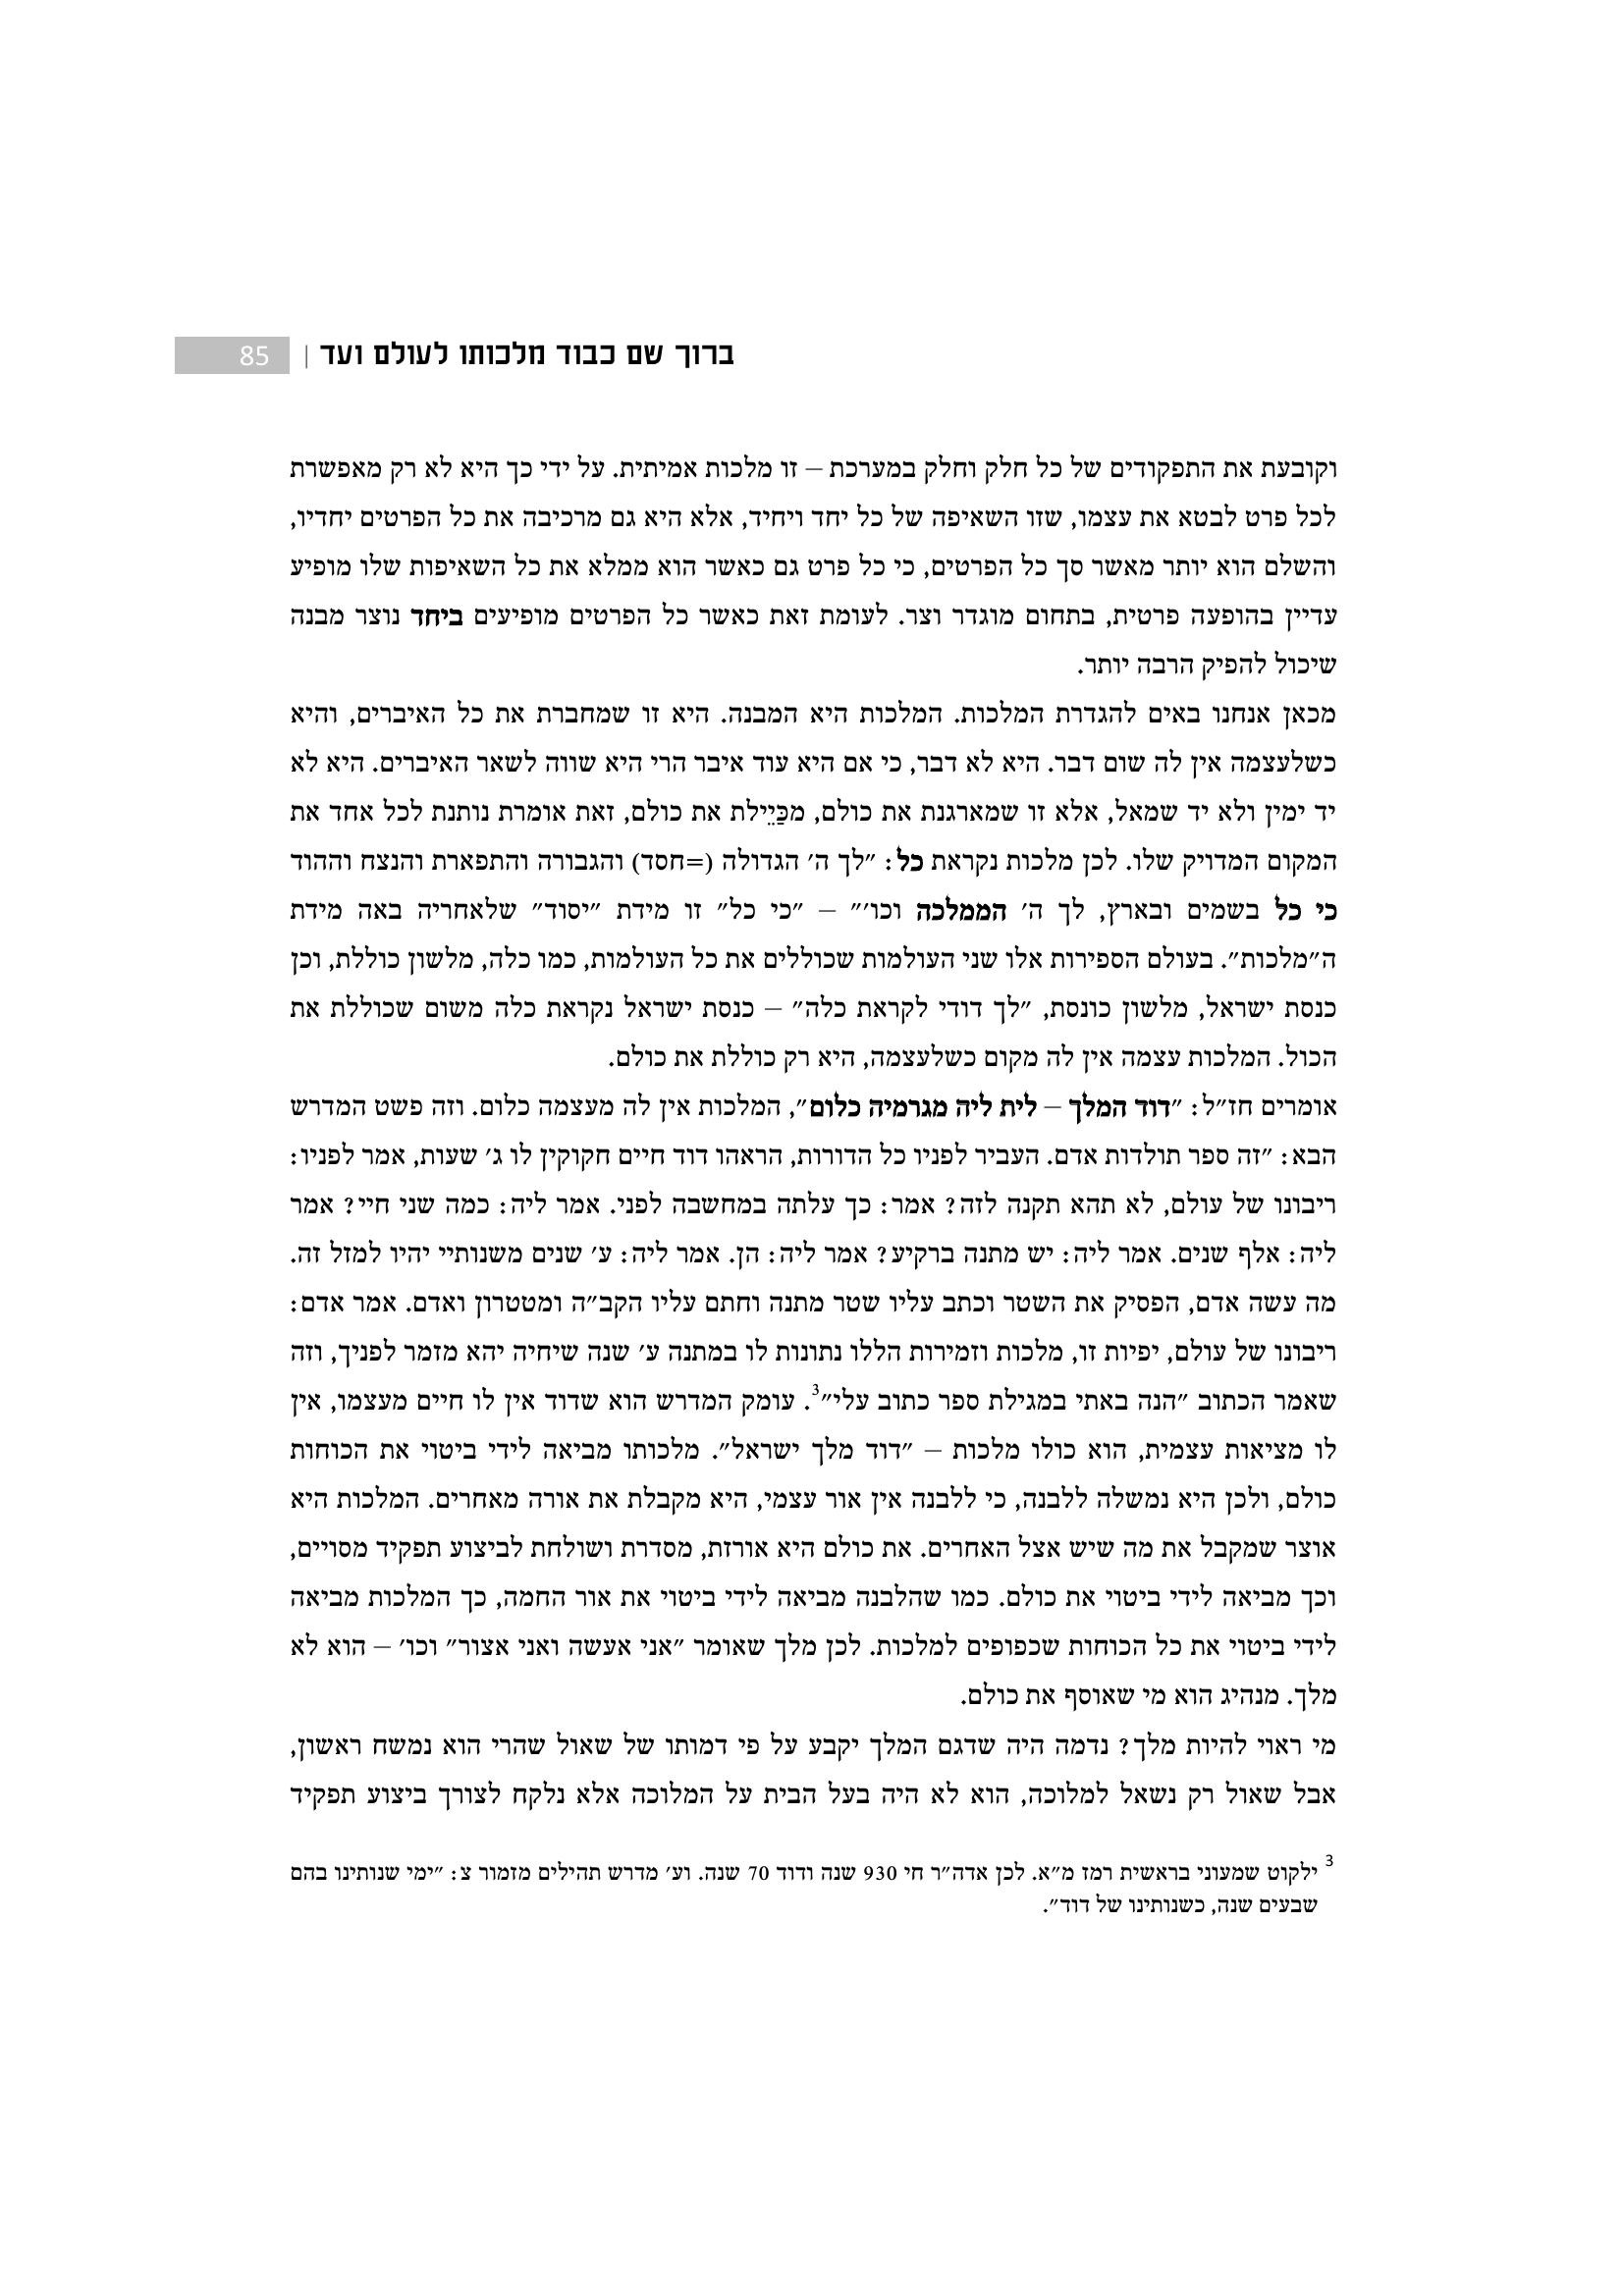 ברוך שם כבוד מלכותו לעולם ועד | 85
וקובעת את התפקודים של כל חלק וחלק במערכת – זו מלכות אמיתית. על ידי כך היא לא רק מאפשרת
לכל פרט לבטא את עצמו, שזו השאיפה של כל יחד ויחיד, אלא היא גם מרכיבה את כל הפרטים יחדיו,
והשלם הוא יותר מאשר סך כל הפרטים, כי כל פרט גם כאשר הוא ממלא את כל השאיפות שלו מופיע
עדיין בהופעה פרטית, בתחום מוגדר וצר. לעומת זאת כאשר כל הפרטים מופיעים ביחד נוצר מבנה
שיכול להפיק הרבה יותר.
מכאן אנחנו באים להגדרת המלכות. המלכות היא המבנה. היא זו שמחברת את כל האיברים, והיא
כשלעצמה אין לה שום דבר. היא לא דבר, כי אם היא עוד איבר הרי היא שווה לשאר האיברים. היא לא
יד ימין ולא יד שמאל, אלא זו שמארגנת את כולם, מכַּיֵילת את כולם, זאת אומרת נותנת לכל אחד את
המקום המדויק שלו. לכן מלכות נקראת כל: ״לך ה׳ הגדולה (=חסד) והגבורה והתפארת והנצח וההוד
כי כל בשמים ובארץ, לך ה׳ הממלכה וכו׳״ – ״כי כל״ זו מידת ״יסוד״ שלאחריה באה מידת
ה״מלכות״. בעולם הספירות אלו שני העולמות שכוללים את כל העולמות, כמו כלה, מלשון כוללת, וכן
כנסת ישראל, מלשון כונסת, ״לך דודי לקראת כלה״ – כנסת ישראל נקראת כלה משום שכוללת את
הכול. המלכות עצמה אין לה מקום כשלעצמה, היא רק כוללת את כולם.
אומרים חז״ל: ״דוד המלך – לית ליה מגרמיה כלום״, המלכות אין לה מעצמה כלום. וזה פשט המדרש
הבא: ״זה ספר תולדות אדם. העביר לפניו כל הדורות, הראהו דוד חיים חקוקין לו ג׳ שעות, אמר לפניו:
ריבונו של עולם, לא תהא תקנה לזה? אמר: כך עלתה במחשבה לפני. אמר ליה: כמה שני חיי? אמר
ליה: אלף שנים. אמר ליה: יש מתנה ברקיע? אמר ליה: הן. אמר ליה: ע׳ שנים משנותיי יהיו למזל זה.
מה עשה אדם, הפסיק את השטר וכתב עליו שטר מתנה וחתם עליו הקב״ה ומטטרון ואדם. אמר אדם:
ריבונו של עולם, יפיות זו, מלכות וזמירות הללו נתונות לו במתנה ע׳ שנה שיחיה יהא מזמר לפניך, וזה
שאמר הכתוב ״הנה באתי במגילת ספר כתוב עלי״3. עומק המדרש הוא שדוד אין לו חיים מעצמו, אין
לו מציאות עצמית, הוא כולו מלכות – ״דוד מלך ישראל״. מלכותו מביאה לידי ביטוי את הכוחות
כולם, ולכן היא נמשלה ללבנה, כי ללבנה אין אור עצמי, היא מקבלת את אורה מאחרים. המלכות היא
אוצר שמקבל את מה שיש אצל האחרים. את כולם היא אורזת, מסדרת ושולחת לביצוע תפקיד מסויים,
וכך מביאה לידי ביטוי את כולם. כמו שהלבנה מביאה לידי ביטוי את אור החמה, כך המלכות מביאה
לידי ביטוי את כל הכוחות שכפופים למלכות. לכן מלך שאומר ״אני אעשה ואני אצור״ וכו׳ – הוא לא
מלך. מנהיג הוא מי שאוסף את כולם.
מי ראוי להיות מלך? נדמה היה שדגם המלך יקבע על פי דמותו של שאול שהרי הוא נמשח ראשון,
אבל שאול רק נשאל למלוכה, הוא לא היה בעל הבית על המלוכה אלא נלקח לצורך ביצוע תפקיד
3 ילקוט שמעוני בראשית רמז מ״א. לכן אדה״ר חי 930 שנה ודוד 70 שנה. וע׳ מדרש תהילים מזמור צ: ״ימי שנותינו בהם
שבעים שנה, כשנותינו של דוד״.